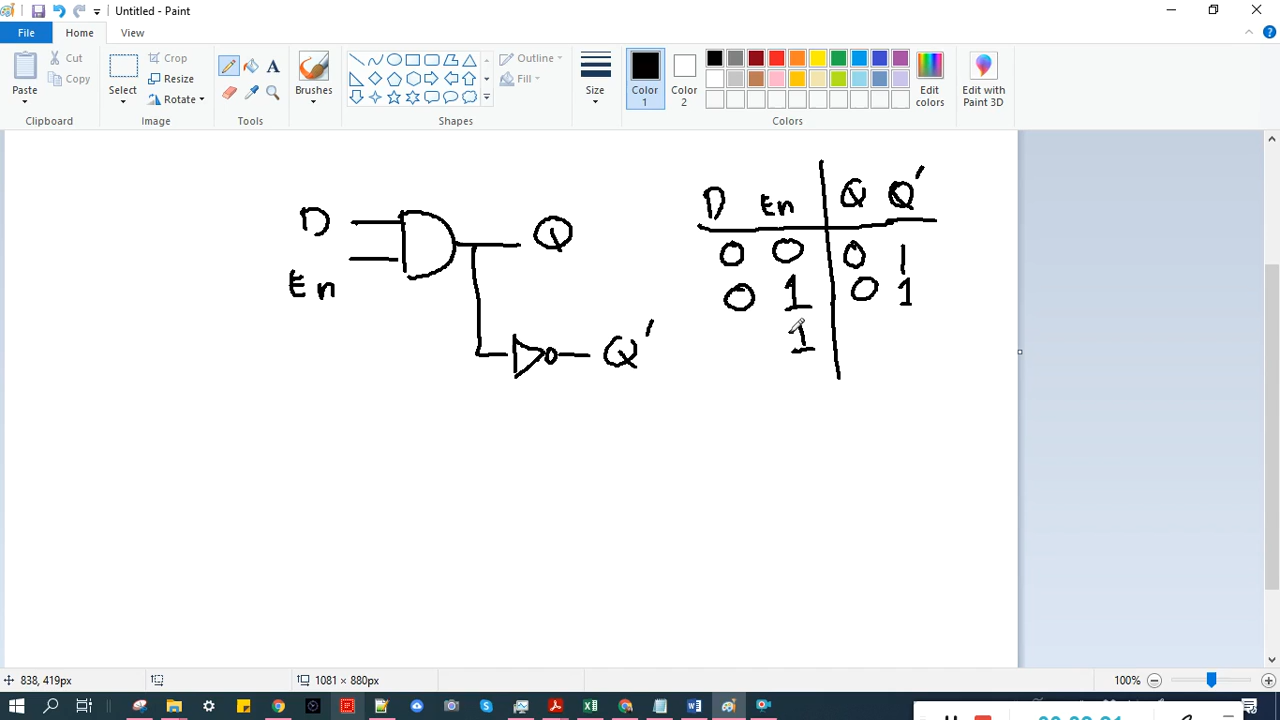 Untitled - Paint
File Home View
Cut
Copy
Paste
Clipboard
Select
Crop
Resize
Rotate
Image
A
Tools
Brushes
Outline
Fill
Shapes
Size
Color 1
Color 2
Edit colors
Edit with Paint 3D
Colors
D
En
Q
Q'
D En Q Q'
0 0 0 1
0 1 0 1
1
838, 419px
1081 × 880px
100%